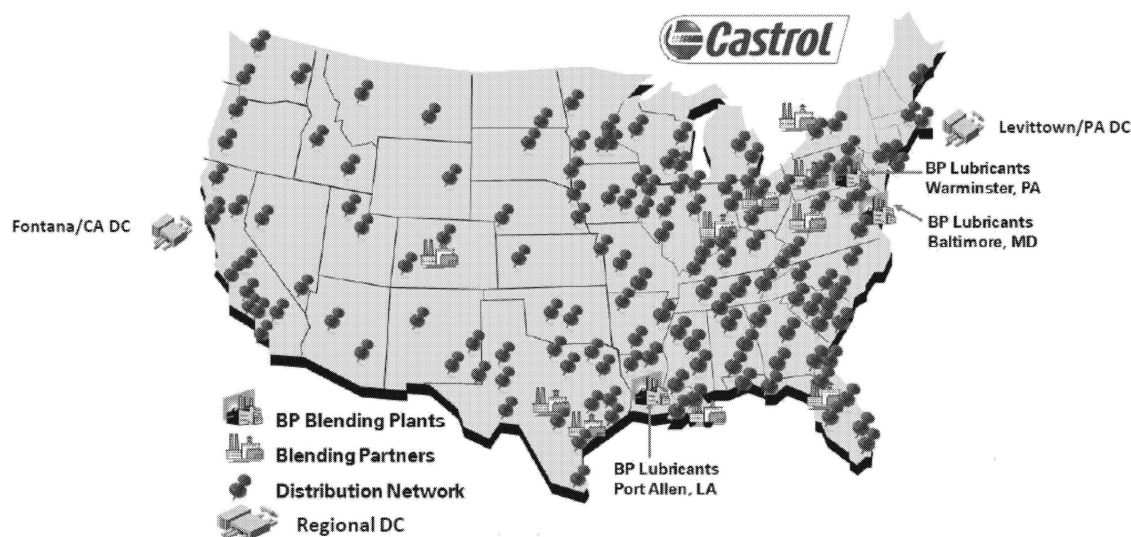 Castrol
Levittown/PA DC
BP Lubricants
Warminster, PA
BP Lubricants
Baltimore, MD
Fontana/CA DC
BP Blending Plants
Blending Partners
Distribution Network
Regional DC
BP Lubricants
Port Allen, LA